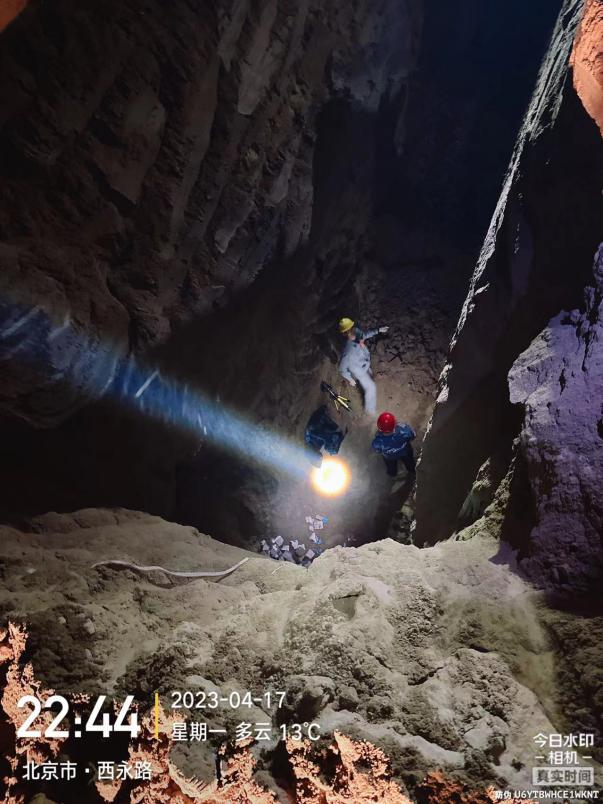 22:44
2023-04-17
星期一 多云 13℃
北京市·西永路
今日水印
相机
真实时间
防伪 U6YTBWHCE1WKNT